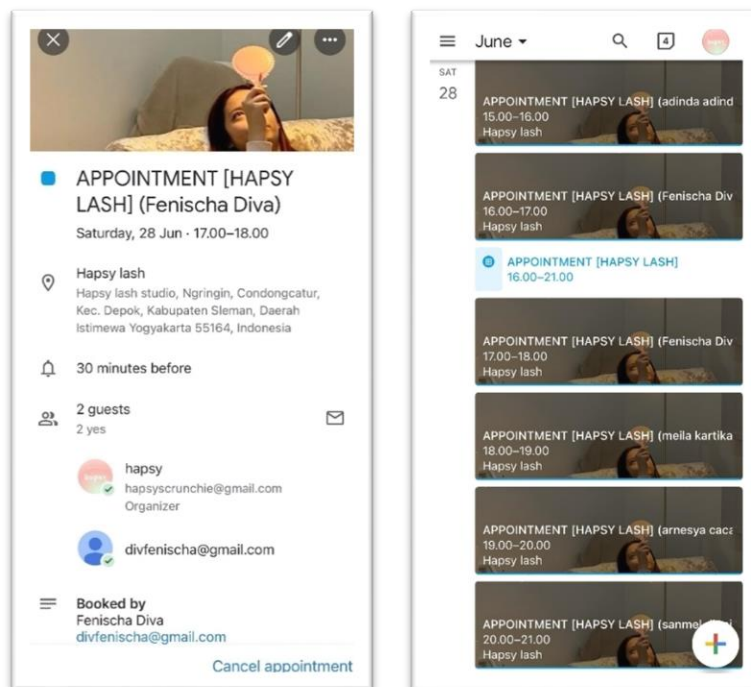 APPOINTMENT [HAPSY
LASH] (Fenischa Diva)
Saturday, 28 Jun · 17.00–18.00
Hapsy lash
Hapsy lash studio, Ngringin, Condongcatur,
Kec. Depok, Kabupaten Sleman, Daerah
Istimewa Yogyakarta 55164, Indonesia
30 minutes before
2 guests
2 yes
hapsy
hapsyscrunchie@gmail.com
Organizer
divfenischa@gmail.com
Booked by
Fenischa Diva
divfenischa@gmail.com
Cancel appointment
June
4
SAT
28
APPOINTMENT [HAPSY LASH] (adinda adind
15.00–16.00
Hapsy lash
APPOINTMENT [HAPSY LASH] (Fenischa Div
16.00–17.00
Hapsy lash
APPOINTMENT [HAPSY LASH]
16.00–21.00
APPOINTMENT [HAPSY LASH] (Fenischa Div
17.00–18.00
Hapsy lash
APPOINTMENT [HAPSY LASH] (meila kartika
18.00–19.00
Hapsy lash
APPOINTMENT [HAPSY LASH] (arnesya caca
19.00–20.00
Hapsy lash
APPOINTMENT [HAPSY LASH] (sanmel
20.00–21.00
Hapsy lash